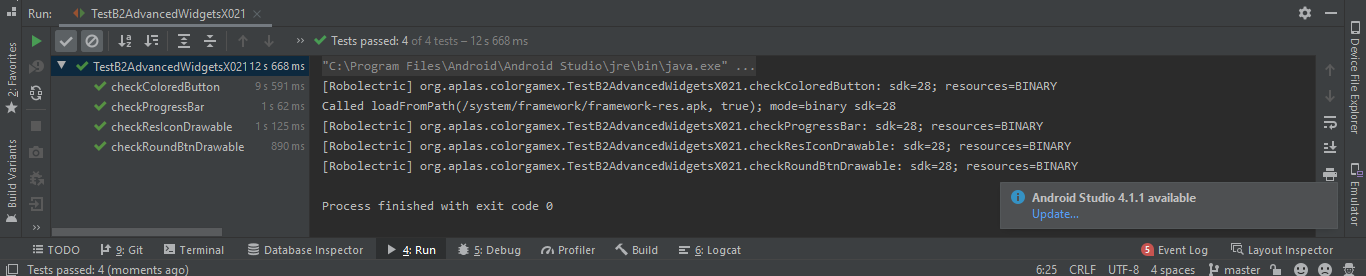 Run: TestB2AdvancedWidgetsX021
Tests passed: 4 of 4 tests – 12 s 668 ms
TestB2AdvancedWidgetsX021 12 s 668 ms
checkColoredButton 9 s 591 ms
checkProgressBar 1 s 62 ms
checkResIconDrawable 1 s 125 ms
checkRoundBtnDrawable 890 ms
"C:\Program Files\Android\Android Studio\jre\bin\java.exe" ...
[Robolectric] org.aplas.colorgamex.TestB2AdvancedWidgetsX021.checkColoredButton: sdk=28; resources=BINARY
Called loadFromPath(/system/framework/framework-res.apk, true); mode=binary sdk=28
[Robolectric] org.aplas.colorgamex.TestB2AdvancedWidgetsX021.checkProgressBar: sdk=28; resources=BINARY
[Robolectric] org.aplas.colorgamex.TestB2AdvancedWidgetsX021.checkResIconDrawable: sdk=28; resources=BINARY
[Robolectric] org.aplas.colorgamex.TestB2AdvancedWidgetsX021.checkRoundBtnDrawable: sdk=28; resources=BINARY
Process finished with exit code 0
Android Studio 4.1.1 available
Update...
2: Favorites
Build Variants
Device File Explorer
Emulator
TODO 9: Git Terminal Database Inspector 4: Run 5: Debug Profiler Build 6: Logcat 5 Event Log Layout Inspector
Tests passed: 4 (moments ago) 6:25 CRLF UTF-8 4 spaces master